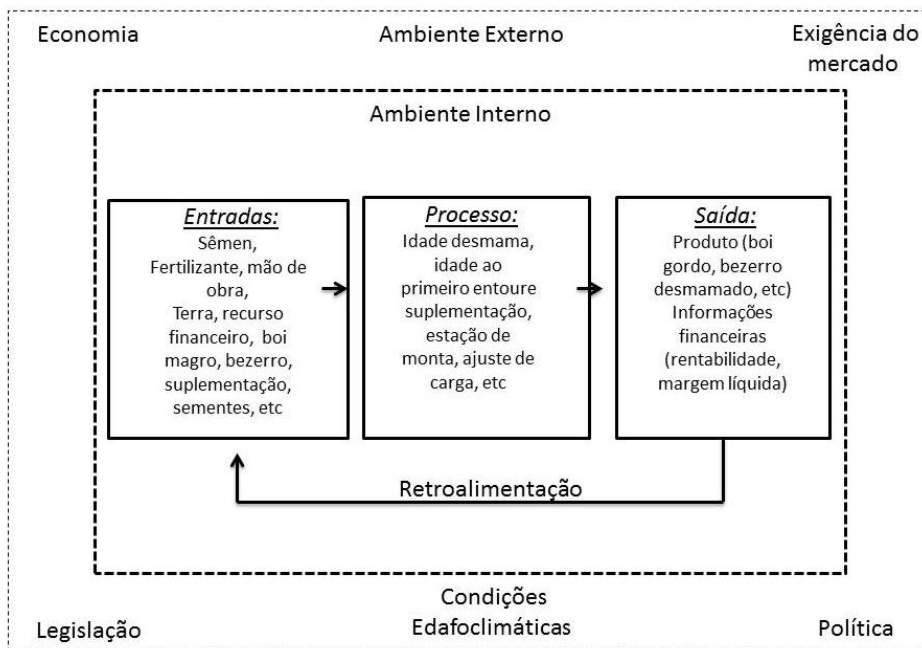 Economia
Ambiente Externo
Exigência do
mercado
Ambiente Interno
Entradas:
Sêmen,
Fertilizante, mão de
obra,
Terra, recurso
financeiro, boi
magro, bezerro,
suplementação,
sementes, etc
Processo:
Idade desmama,
idade ao
primeiro entoure
suplementação,
estação de
monta, ajuste de
carga, etc
Saída:
Produto (boi
gordo, bezerro
desmamado, etc)
Informações
financeiras
(rentabilidade,
margem líquida)
Retroalimentação
Condições
Edafoclimáticas
Legislação
Política